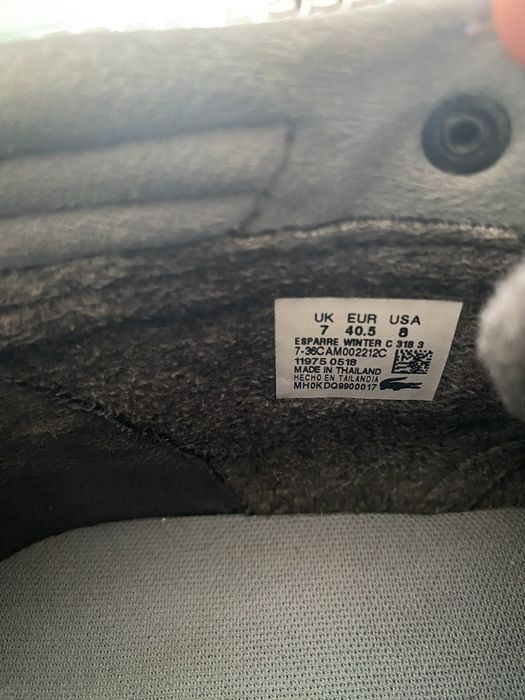 UK EUR USA
7 40.5 8
ESPARRE WINTER C 318 3
7-36CAM002212C
11975 0518
MADE IN THAILAND
HECHO EN TAILANDIA
MH0KDQ9900017